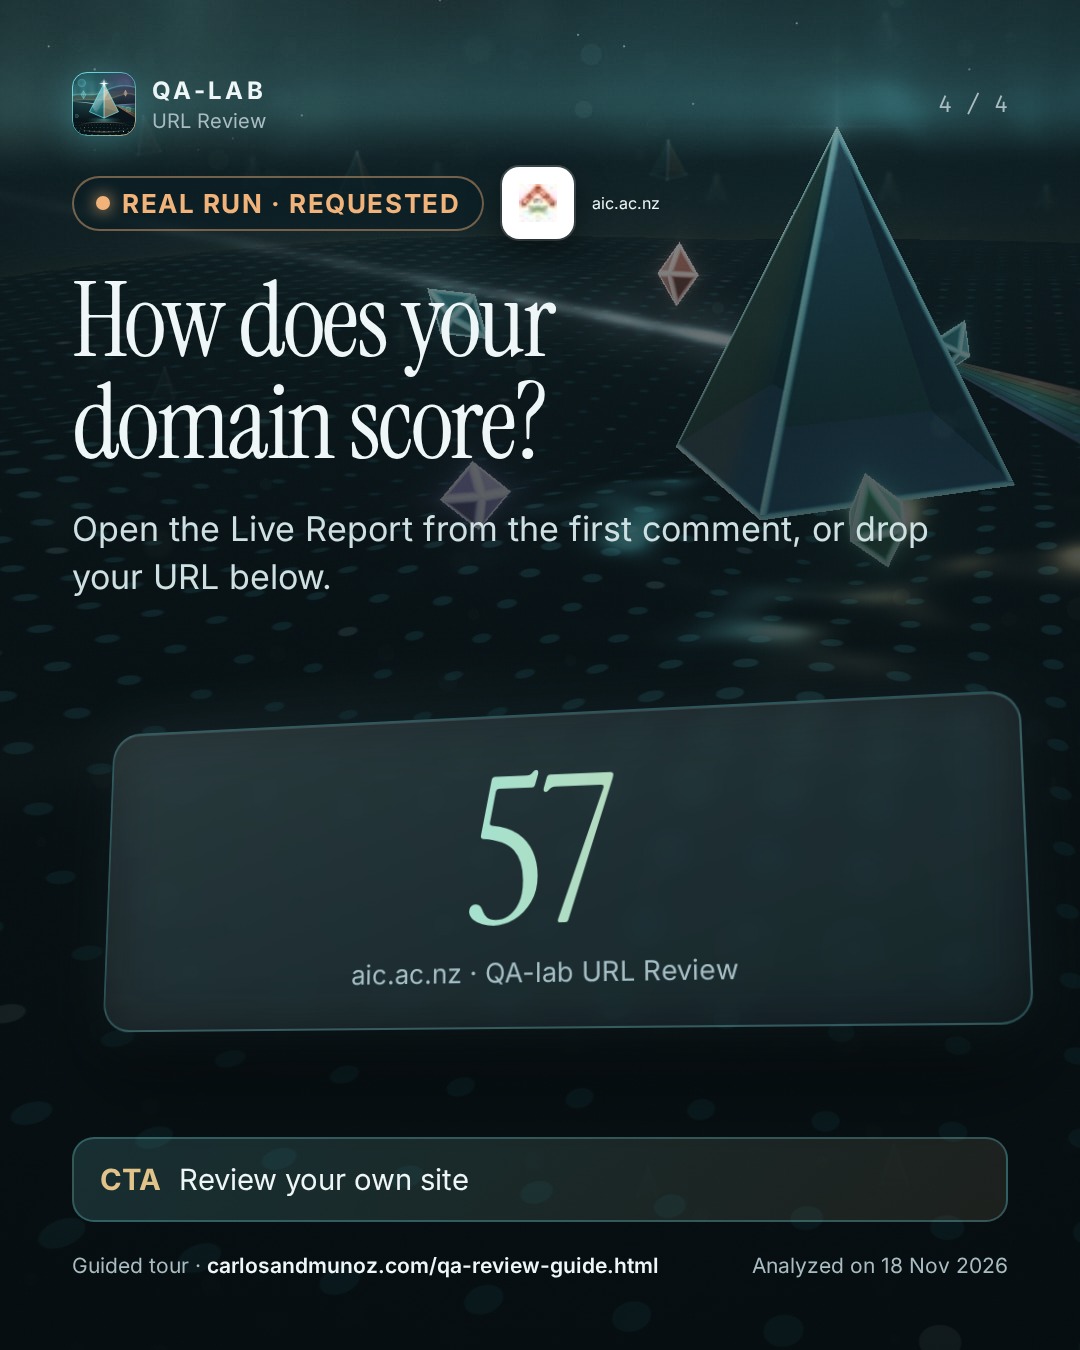 QA-LAB
URL Review
4 / 4
REAL RUN · REQUESTED
aic.ac.nz
How does your
domain score?
Open the Live Report from the first comment, or drop
your URL below.
57
aic.ac.nz · QA-lab URL Review
CTA Review your own site
Guided tour · carlosandmunoz.com/qa-review-guide.html
Analyzed on 18 Nov 2026